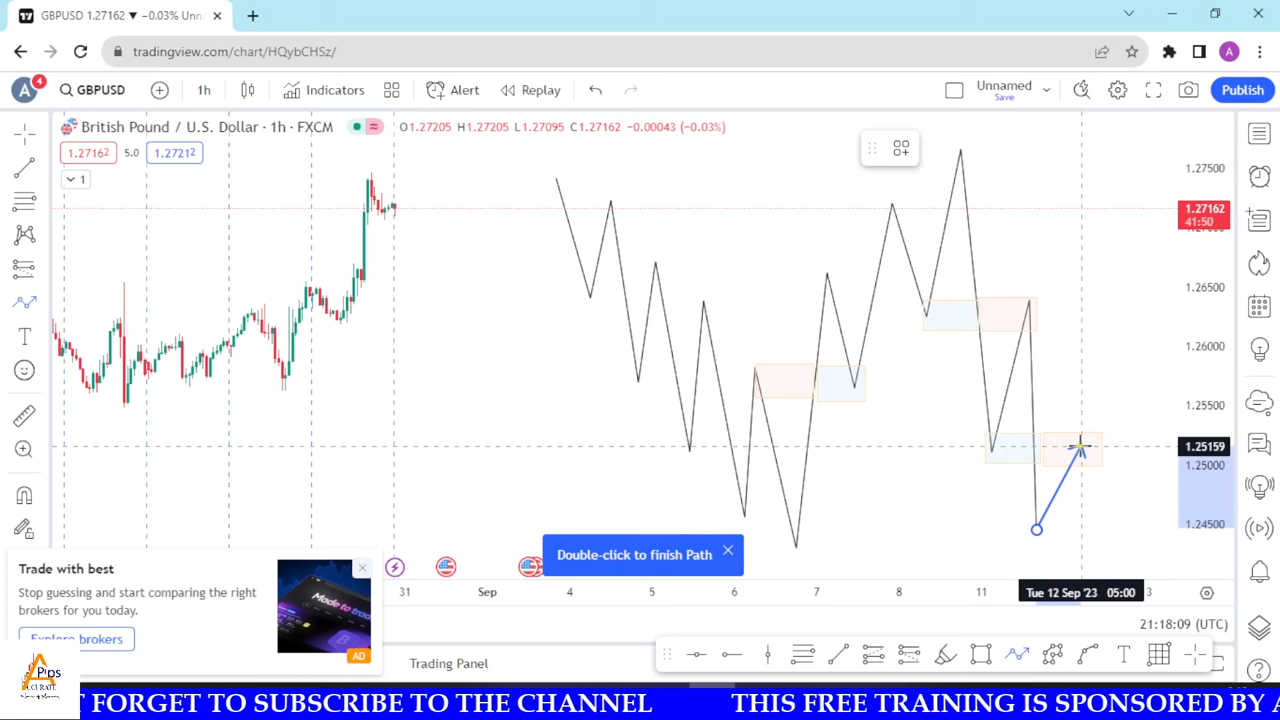 GBPUSD 1.27162 ▼ −0.03% Unn
tradingview.com/chart/HQybCHSz/
A
A
4
GBPUSD
1h
Indicators
Alert
Replay
Unnamed
Save
Publish
British Pound / U.S. Dollar · 1h · FXCM
O1.27205 H1.27205 L1.27095 C1.27162 −0.00043 (−0.03%)
1.27162
5.0
1.27212
1
1.27500
1.27162
41:50
1.26500
1.26000
1.25500
1.25159
1.25000
1.24500
Double-click to finish Path
Trade with best
Stop guessing and start comparing the right
brokers for you today.
Explore brokers
AD
31
Sep
4
5
6
7
8
11
Tue 12 Sep '23 05:00
3
21:18:09 (UTC)
Trading Panel
Pips
ACCURATE
T FORGET TO SUBSCRIBE TO THE CHANNEL
THIS FREE TRAINING IS SPONSORED BY A